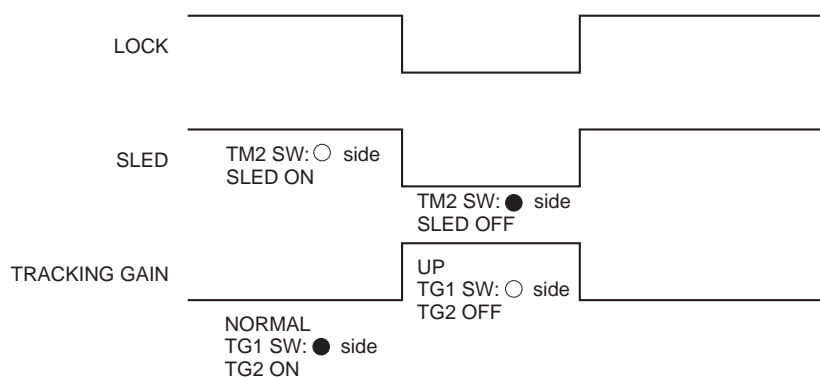 LOCK
SLED
TM2 SW: ○ side
SLED ON
TM2 SW: ● side
SLED OFF
TRACKING GAIN
UP
TG1 SW: ○ side
TG2 OFF
NORMAL
TG1 SW: ● side
TG2 ON